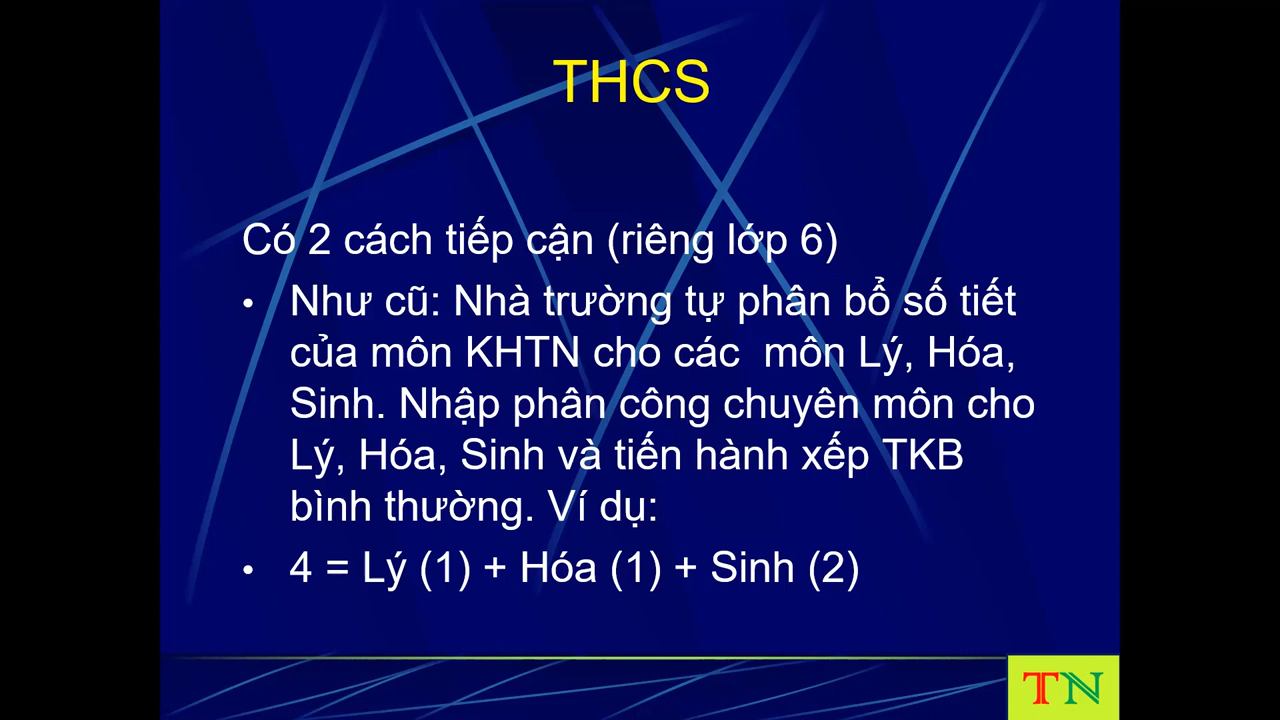 THCS
Có 2 cách tiếp cận (riêng lớp 6)
• Như cũ: Nhà trường tự phân bổ số tiết
của môn KHTN cho các  môn Lý, Hóa,
Sinh. Nhập phân công chuyên môn cho
Lý, Hóa, Sinh và tiến hành xếp TKB
bình thường. Ví dụ:
• 4 = Lý (1) + Hóa (1) + Sinh (2)
TN